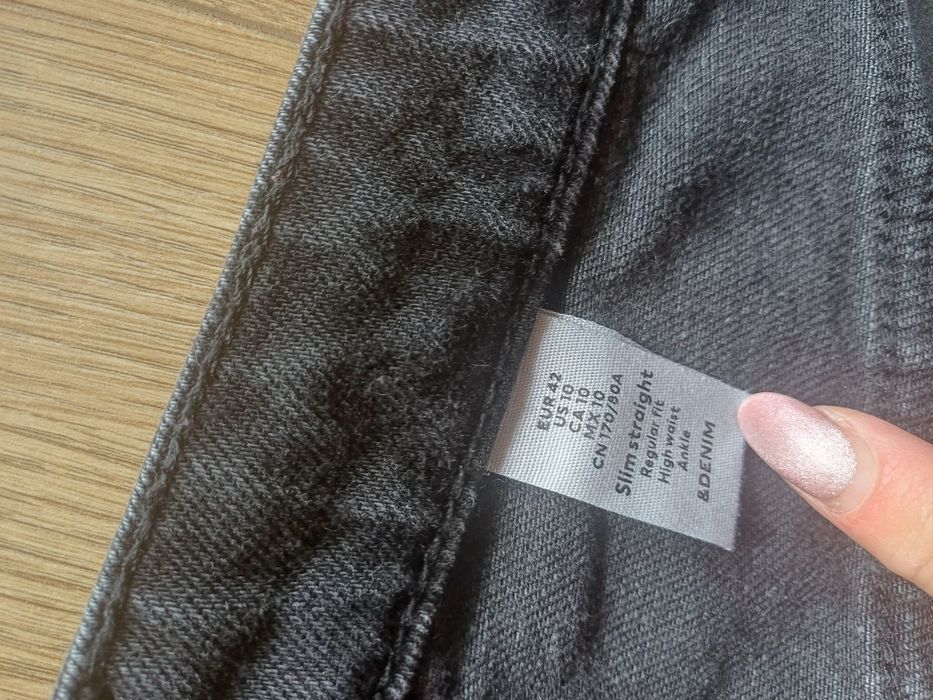 EUR 42
US 10
CA 10
MX 10
CN 170/80A
Slim straight
Regular fit
High waist
Ankle
&DENIM